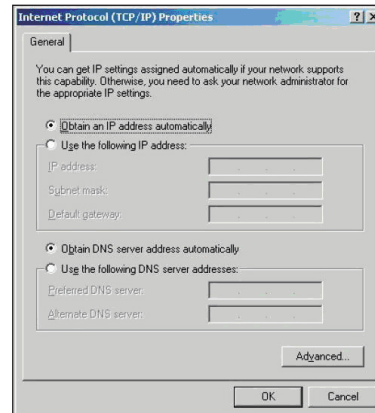 Internet Protocol (TCP/IP) Properties
General
You can get IP settings assigned automatically if your network supports
this capability. Otherwise, you need to ask your network administrator for
the appropriate IP settings.
Obtain an IP address automatically
Use the following IP address:
IP address:
Subnet mask:
Default gateway:
Obtain DNS server address automatically
Use the following DNS server addresses:
Preferred DNS server:
Alternate DNS server:
Advanced...
OK Cancel